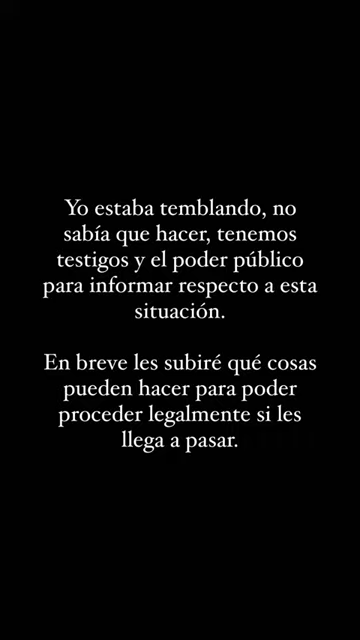 Yo estaba temblando, no
sabía que hacer, tenemos
testigos y el poder público
para informar respecto a esta
situación.
En breve les subiré qué cosas
pueden hacer para poder
proceder legalmente si les
llega a pasar.